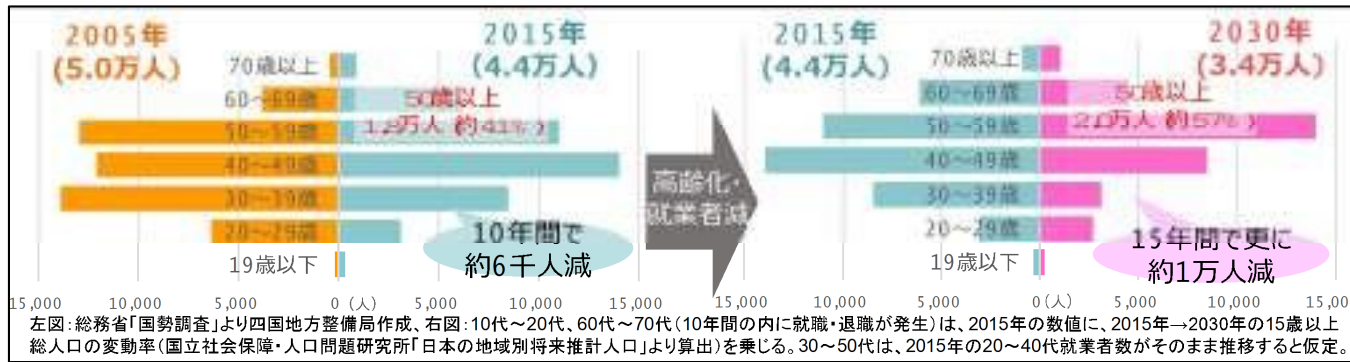 2005年
(5.0万人)
2015年
(4.4万人)
70歳以上
60～69歳
50～59歳
40～49歳
30～39歳
20～29歳
19歳以下
50歳以上
1.8万人(約41%)
10年間で
約6千人減
15,000 10,000 5,000 0 (人) 5,000 10,000 15,000
高齢化・
就業者減
2015年
(4.4万人)
2030年
(3.4万人)
70歳以上
60～69歳
50～59歳
40～49歳
30～39歳
20～29歳
19歳以下
50歳以上
2.0万人(約57%)
15年間で更に
約1万人減
15,000 10,000 5,000 0 (人) 5,000 10,000 15,00
左図:総務省「国勢調査」より四国地方整備局作成、右図:10代～20代、60代～70代(10年間の内に就職・退職が発生)は、2015年の数値に、2015年→2030年の15歳以上
総人口の変動率(国立社会保障・人口問題研究所「日本の地域別将来推計人口」より算出)を乗じる。30～50代は、2015年の20～40代就業者数がそのまま推移すると仮定。